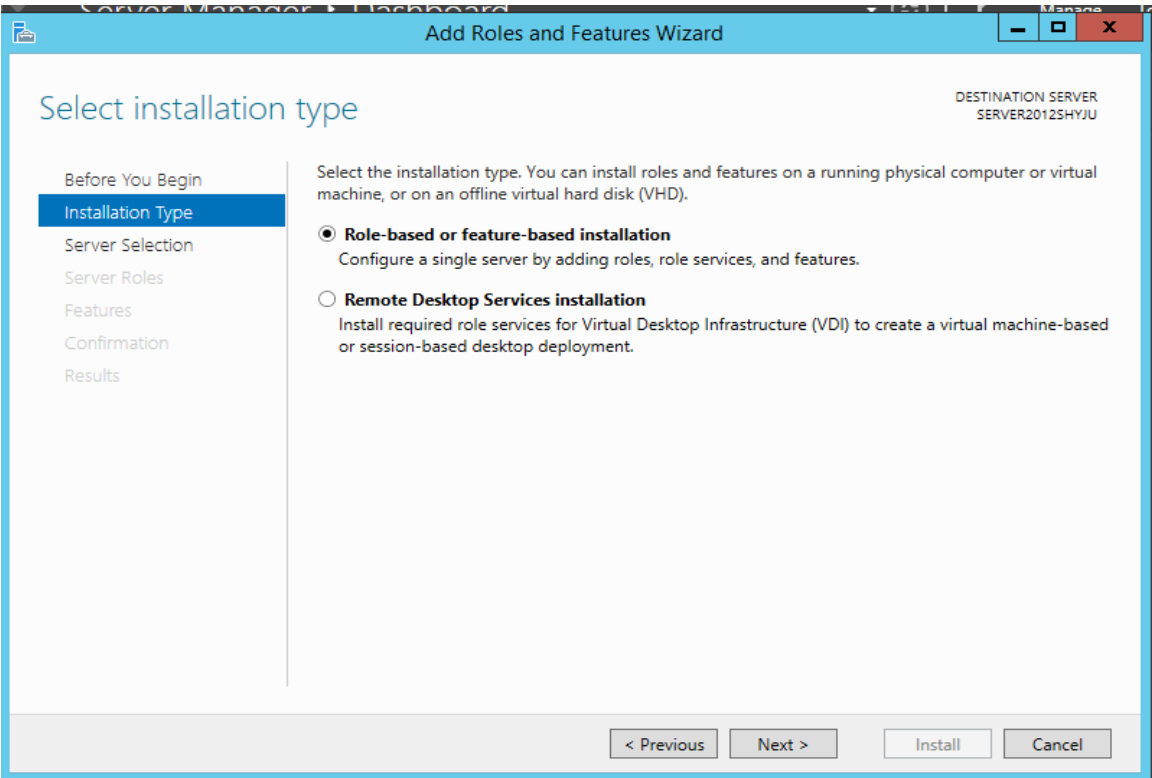 Server Manager Dashboard
Manage
Add Roles and Features Wizard
Select installation type
DESTINATION SERVER
SERVER2012SHYJU
Before You Begin
Installation Type
Server Selection
Server Roles
Features
Confirmation
Results
Select the installation type. You can install roles and features on a running physical computer or virtual
machine, or on an offline virtual hard disk (VHD).
Role-based or feature-based installation
Configure a single server by adding roles, role services, and features.
Remote Desktop Services installation
Install required role services for Virtual Desktop Infrastructure (VDI) to create a virtual machine-based
or session-based desktop deployment.
< Previous
Next >
Install
Cancel